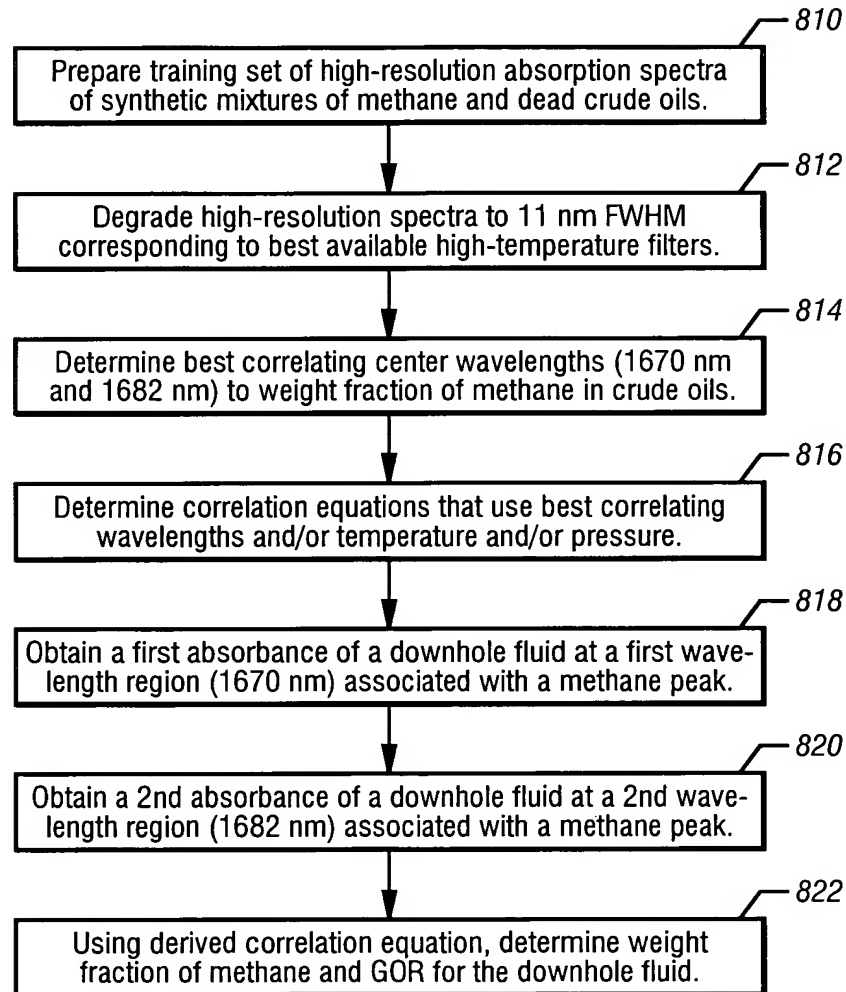 810
Prepare training set of high-resolution absorption spectra
of synthetic mixtures of methane and dead crude oils.
812
Degrade high-resolution spectra to 11 nm FWHM
corresponding to best available high-temperature filters.
814
Determine best correlating center wavelengths (1670 nm
and 1682 nm) to weight fraction of methane in crude oils.
816
Determine correlation equations that use best correlating
wavelengths and/or temperature and/or pressure.
818
Obtain a first absorbance of a downhole fluid at a first wave-
length region (1670 nm) associated with a methane peak.
820
Obtain a 2nd absorbance of a downhole fluid at a 2nd wave-
length region (1682 nm) associated with a methane peak.
822
Using derived correlation equation, determine weight
fraction of methane and GOR for the downhole fluid.